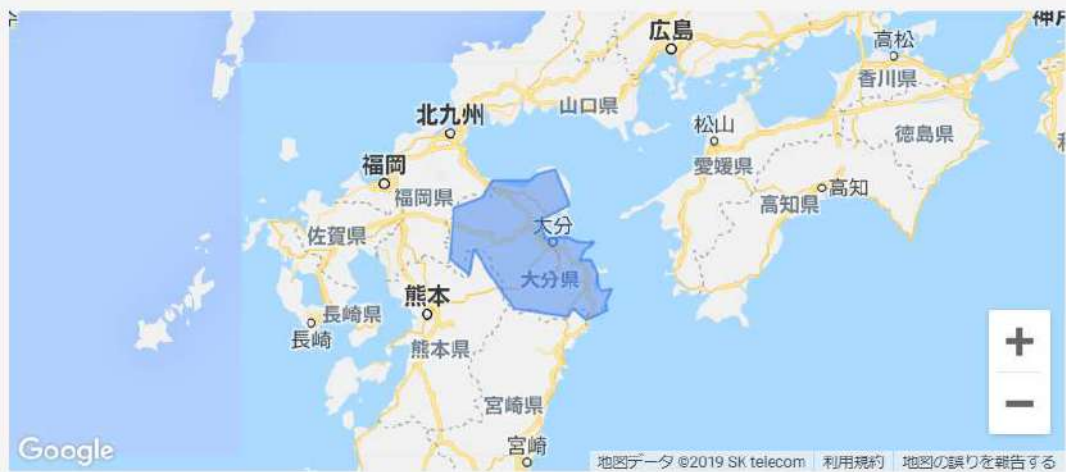 広島
高松
香川県
山口県
北九州
松山
徳島県
愛媛県
福岡
高知
福岡県
高知県
佐賀県
大分
大分県
熊本
長崎県
長崎
熊本県
宮崎県
宮崎
Google
地図データ ©2019 SK telecom 利用規約 地図の誤りを報告する